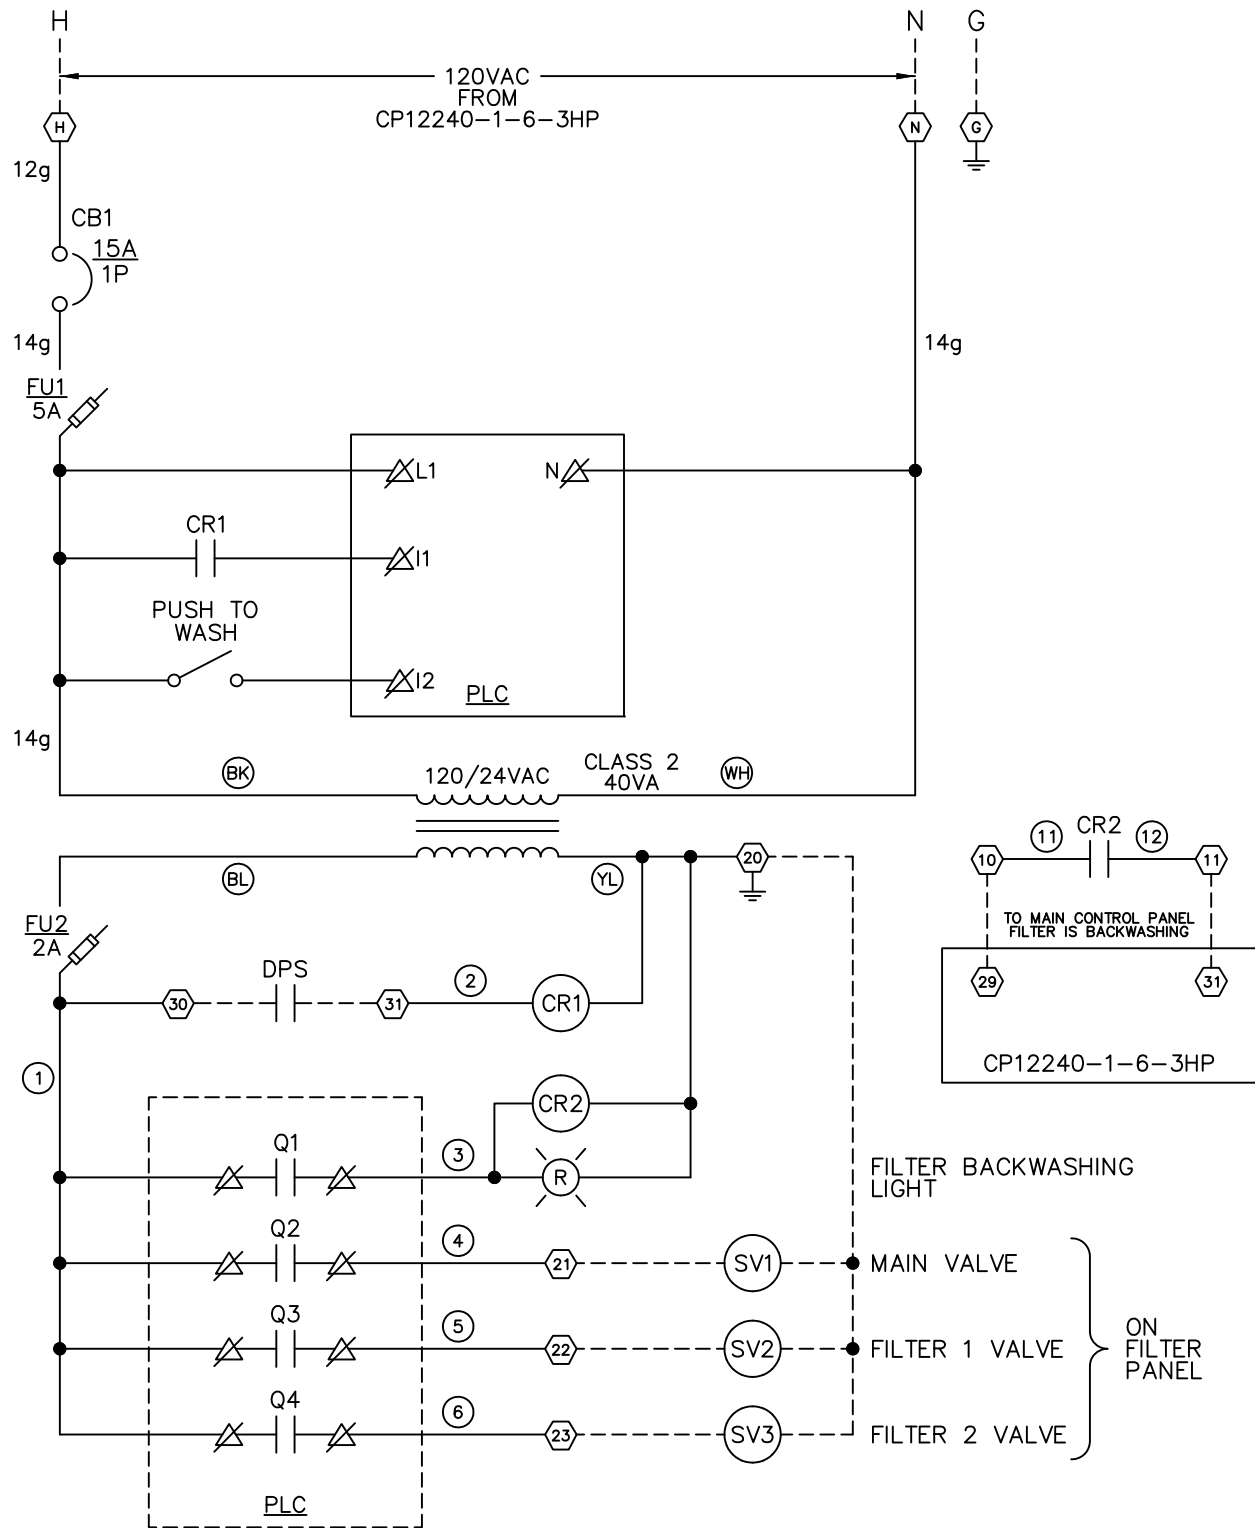 H
N
G
120VAC
FROM
CP12240-1-6-3HP
H
N
G
12g
CB1
15A
1P
14g
14g
FU1
5A
L1
N
CR1
I1
PUSH TO
WASH
I2
PLC
14g
BK
120/24VAC
CLASS 2
40VA
WH
BL
YL
20
10
11
CR2
12
11
TO MAIN CONTROL PANEL
FILTER IS BACKWASHING
29
31
CP12240-1-6-3HP
FU2
2A
30
DPS
31
2
CR1
1
CR2
Q1
3
R
FILTER BACKWASHING
LIGHT
Q2
4
21
SV1
MAIN VALVE
Q3
5
22
SV2
FILTER 1 VALVE
ON
FILTER
PANEL
Q4
6
23
SV3
FILTER 2 VALVE
PLC